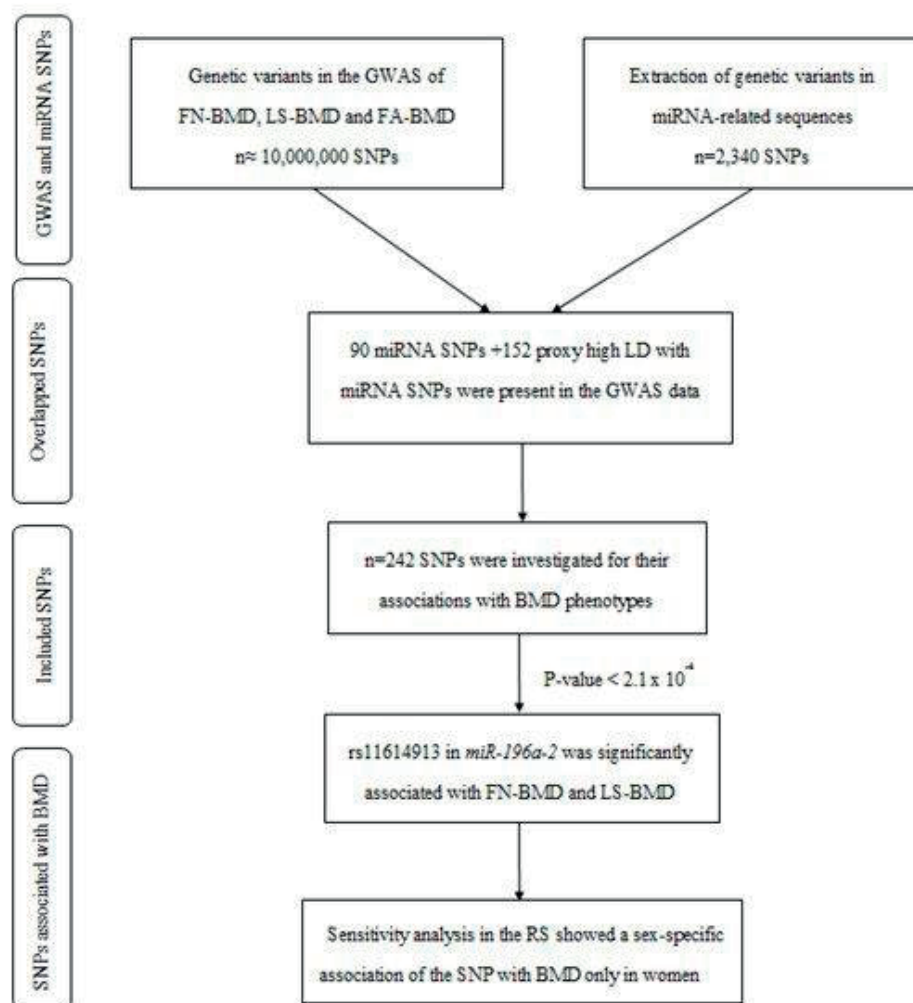 GWAS and miRNA SNPs
Genetic variants in the GWAS of
FN-BMD, LS-BMD and FA-BMD
n≈ 10,000,000 SNPs
Extraction of genetic variants in
miRNA-related sequences
n=2,340 SNPs
Overlapped SNPs
90 miRNA SNPs +152 proxy high LD with
miRNA SNPs were present in the GWAS data
Included SNPs
n=242 SNPs were investigated for their
associations with BMD phenotypes
P-value < 2.1 x 10⁻⁴
SNPs associated with BMD
rs11614913 in miR-196a-2 was significantly
associated with FN-BMD and LS-BMD
Sensitivity analysis in the RS showed a sex-specific
association of the SNP with BMD only in women